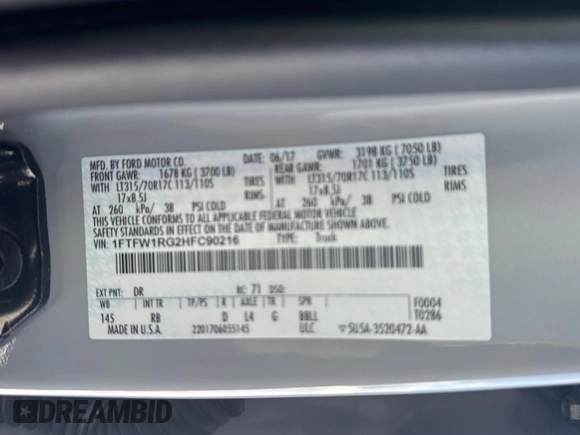 MFD. BY FORD MOTOR CO.
DATE: 06/17 GVWR: 3198 KG ( 7050 LB)
FRONT GAWR: 1678 KG ( 3700 LB) REAR GAWR: 1701 KG ( 3750 LB)
WITH LT315/70R17C 113/110S TIRES WITH LT315/70R17C 113/110S TIRES
17x8.5J RIMS 17x8.5J RIMS
AT 260 kPa/ 38 PSI COLD AT 260 kPa/ 38 PSI COLD
THIS VEHICLE CONFORMS TO ALL APPLICABLE FEDERAL MOTOR VEHICLE
SAFETY STANDARDS IN EFFECT ON THE DATE OF MANUFACTURE SHOWN ABOVE.
VIN: 1FTFW1RG2HFC90216 TYPE: Truck
EXT PNT: DR RC: 71 DSO:
WB INT TR TP/PS R AXLE TR SPR F0004
145 RB D L4 G BBLL T0286
MADE IN U.S.A. 2201706055145 ULC 5U5A-3520472-AA
DREAMBID